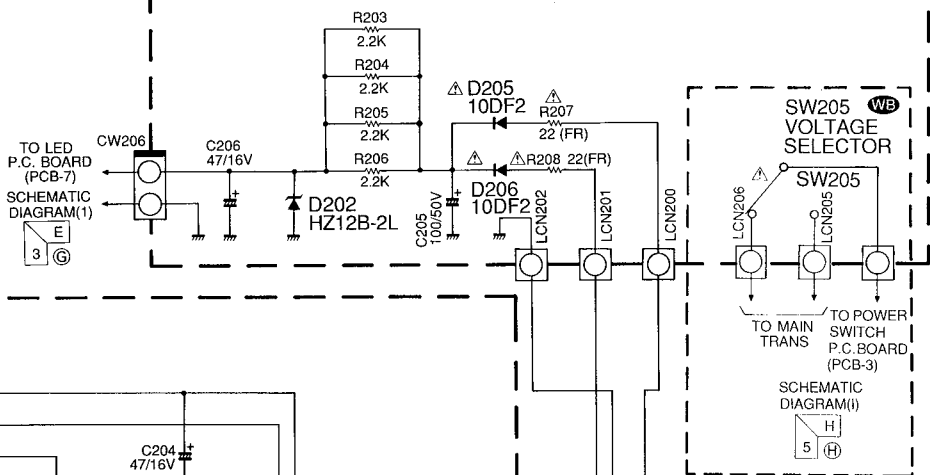 R203
2.2K
R204
2.2K
R205
2.2K
R206
2.2K
D205
10DF2
R207
22 (FR)
R208 22(FR)
D206
10DF2
CW206
TO LED
P.C. BOARD
(PCB-7)
SCHEMATIC
DIAGRAM(1)
E
3 G
C206
47/16V
D202
HZ12B-2L
C205
100/50V
LCN202
LCN201
LCN200
SW205 WB
VOLTAGE
SELECTOR
SW205
LCN206
LCN205
TO MAIN
TRANS
TO POWER
SWITCH
P.C.BOARD
(PCB-3)
SCHEMATIC
DIAGRAM(I)
H
5 H
C204
47/16V